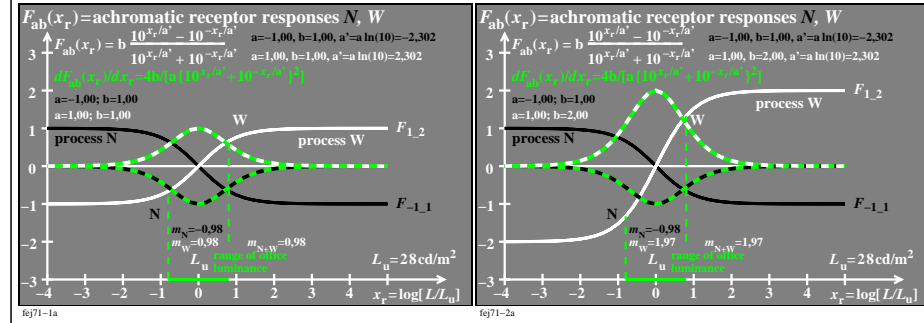 F_ab(x_r)=achromatic receptor responses N, W
F_ab(x_r) = b (10^{x_r/a'} − 10^{−x_r/a'}) / (10^{x_r/a'} + 10^{−x_r/a'})
a=−1,00, b=1,00, a'=a ln(10)=−2,302
a=1,00, b=1,00, a'=a ln(10)=2,302
dF_ab(x_r)/dx_r=4b/[a [10^{x_r/a'}+10^{−x_r/a'}]^2]
a=−1,00; b=1,00
a=1,00; b=1,00
3
2
1
0
−1
−2
−3
process N
W
process W
F_1_2
F_−1_1
N
m_N=−0,98
m_W=0,98
m_N+W=0,98
L_u
range of office
luminance
L_u=28cd/m²
−4 −3 −2 −1 0 1 2 3 4
x_r=log[L/L_u]
fej71−1a
F_ab(x_r)=achromatic receptor responses N, W
F_ab(x_r) = b (10^{x_r/a'} − 10^{−x_r/a'}) / (10^{x_r/a'} + 10^{−x_r/a'})
a=−1,00, b=1,00, a'=a ln(10)=−2,302
a=1,00, b=2,00, a'=a ln(10)=2,302
dF_ab(x_r)/dx_r=4b/[a [10^{x_r/a'}+10^{−x_r/a'}]^2]
a=−1,00; b=1,00
a=1,00; b=2,00
3
2
1
0
−1
−2
−3
F_1_2
process W
process N
W
F_−1_1
N
m_N=−0,98
m_W=1,97
m_N+W=1,97
L_u
range of office
luminance
L_u=28cd/m²
−4 −3 −2 −1 0 1 2 3 4
x_r=log[L/L_u]
fej71−2a